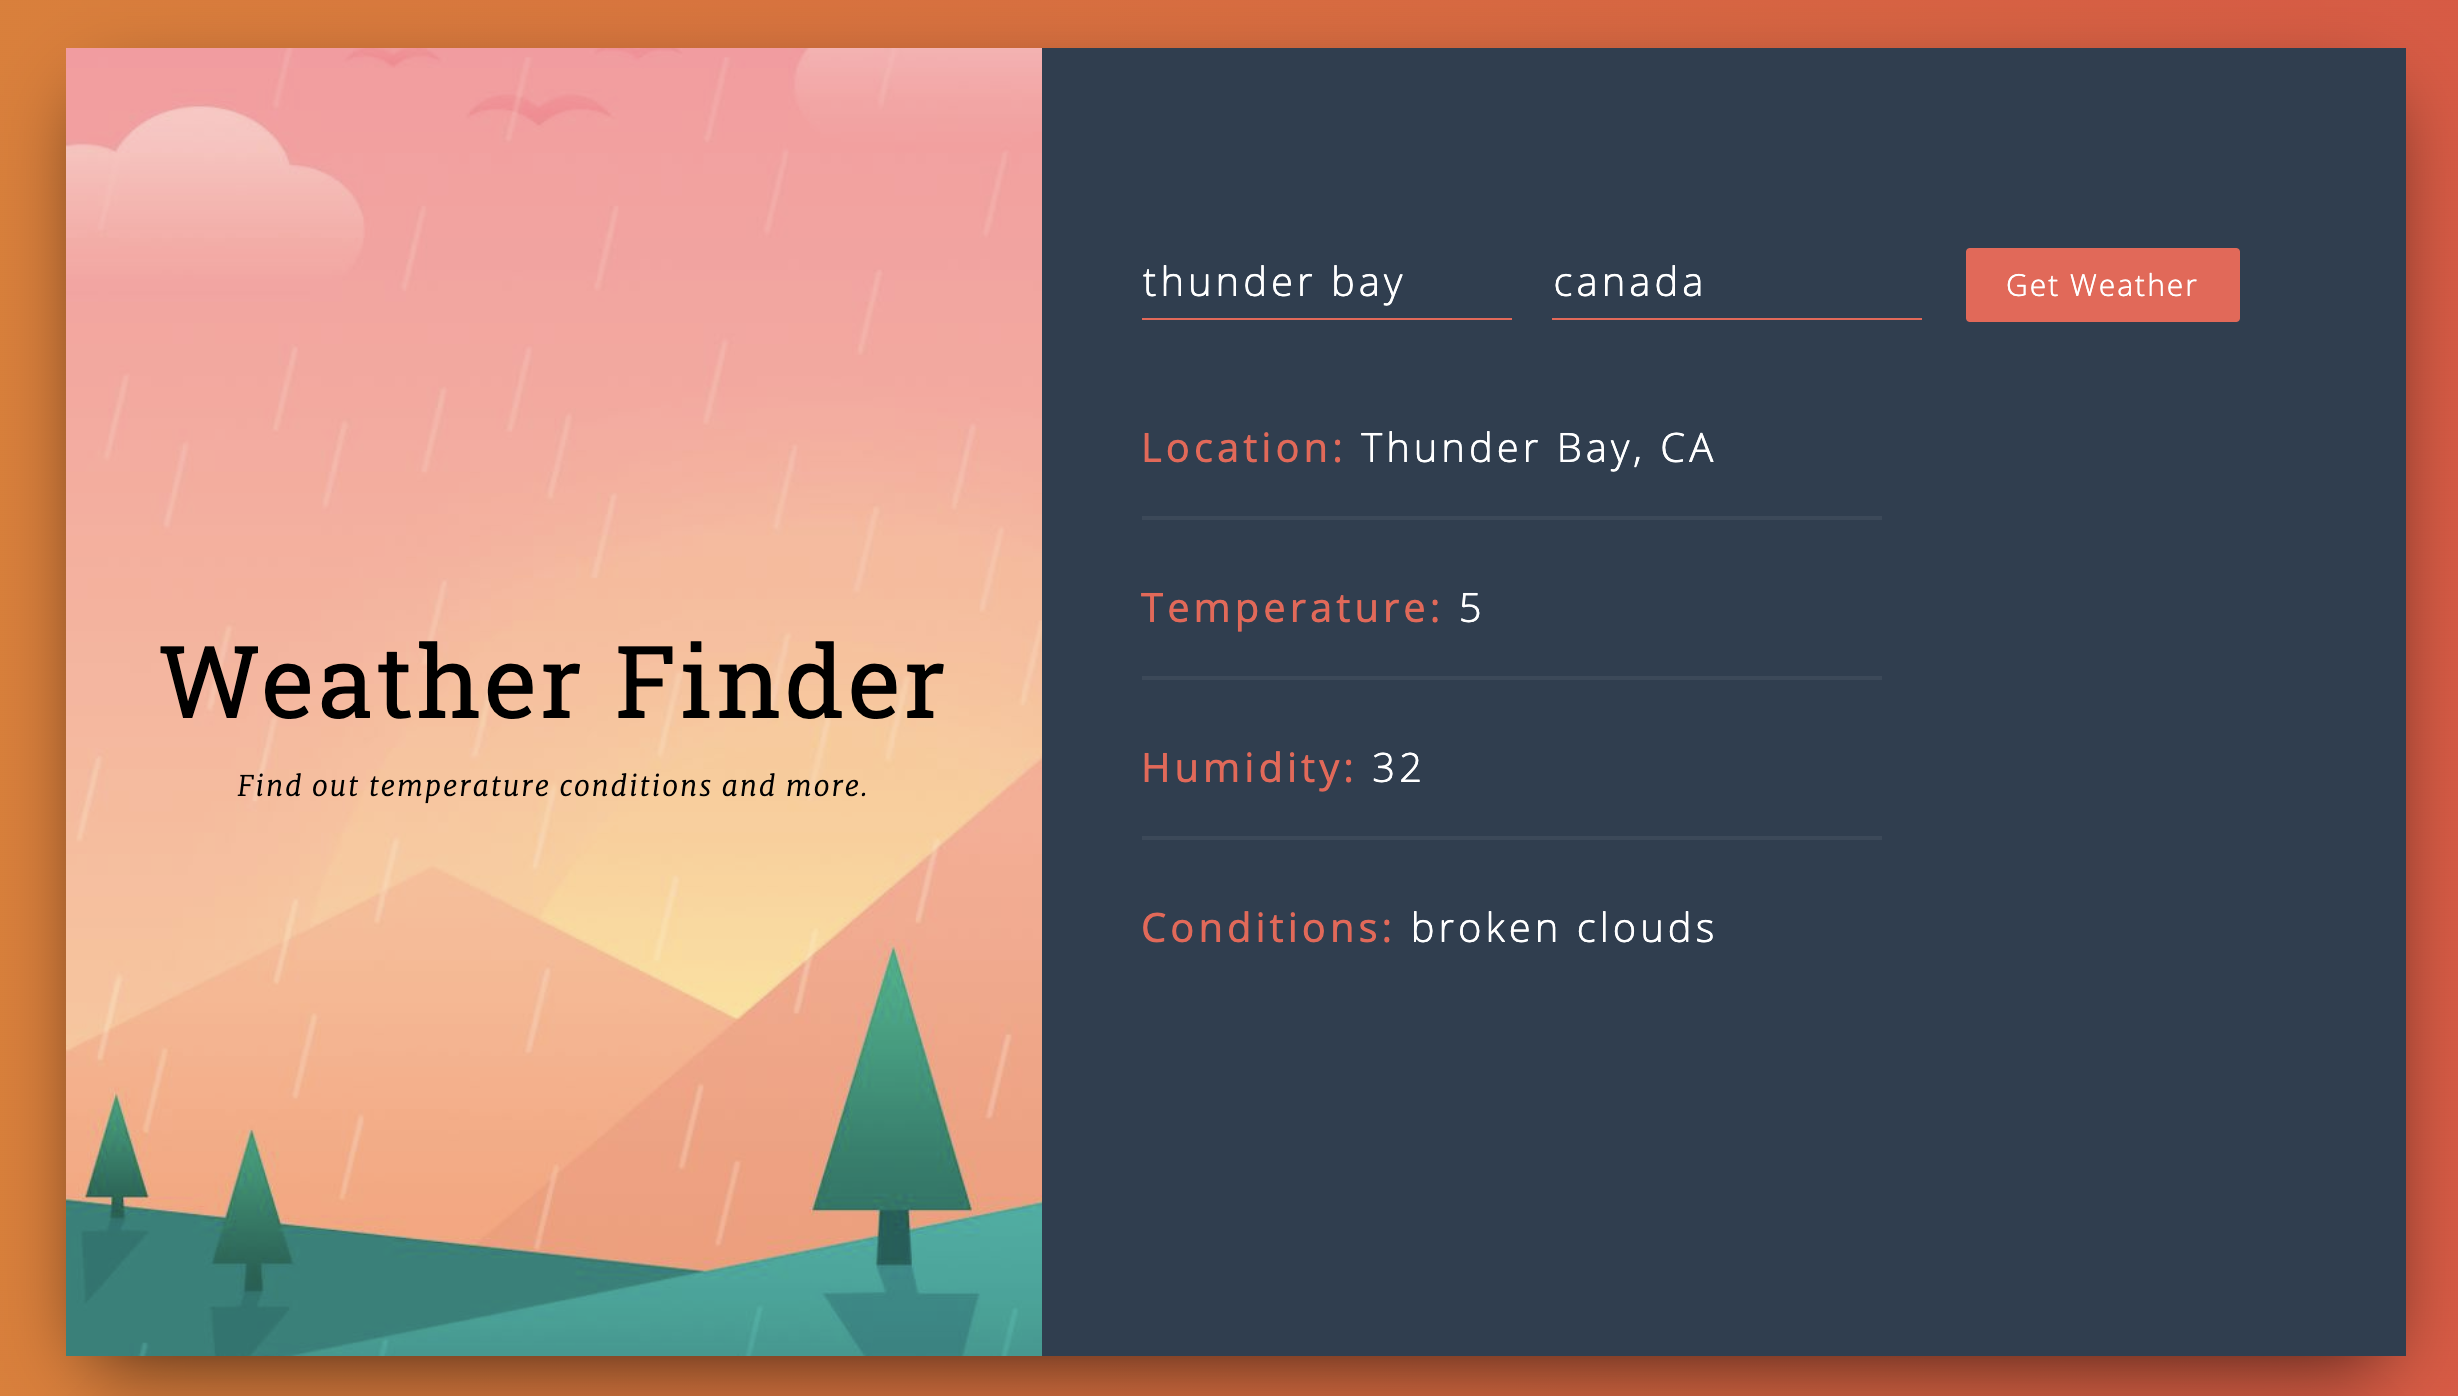 Weather Finder
Find out temperature conditions and more.
thunder bay
canada
Get Weather
Location: Thunder Bay, CA
Temperature: 5
Humidity: 32
Conditions: broken clouds